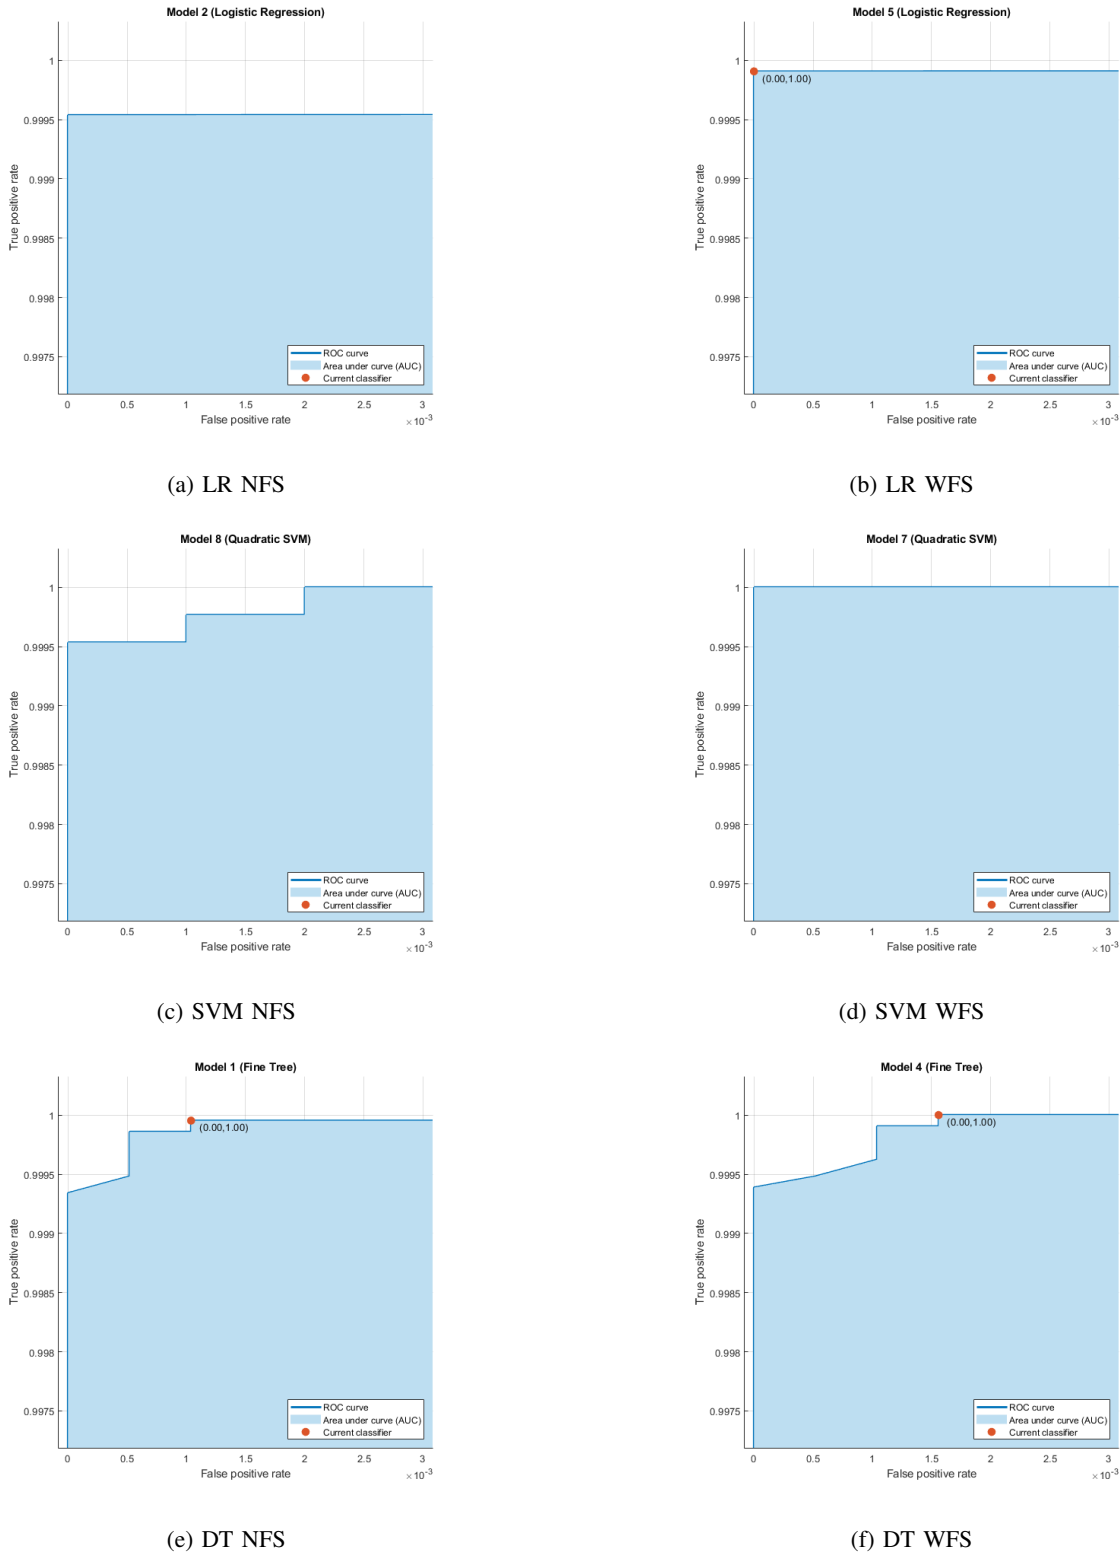 Model 2 (Logistic Regression)
1
0.9995
0.999
0.9985
0.998
0.9975
True positive rate
ROC curve
Area under curve (AUC)
Current classifier
0 0.5 1 1.5 2 2.5 3
False positive rate
×10-3
(a) LR NFS
Model 5 (Logistic Regression)
1
(0.00,1.00)
0.9995
0.999
0.9985
0.998
0.9975
True positive rate
ROC curve
Area under curve (AUC)
Current classifier
0 0.5 1 1.5 2 2.5 3
False positive rate
×10-3
(b) LR WFS
Model 8 (Quadratic SVM)
1
0.9995
0.999
0.9985
0.998
0.9975
True positive rate
ROC curve
Area under curve (AUC)
Current classifier
0 0.5 1 1.5 2 2.5 3
False positive rate
×10-3
(c) SVM NFS
Model 7 (Quadratic SVM)
1
0.9995
0.999
0.9985
0.998
0.9975
True positive rate
ROC curve
Area under curve (AUC)
Current classifier
0 0.5 1 1.5 2 2.5 3
False positive rate
×10-3
(d) SVM WFS
Model 1 (Fine Tree)
1
(0.00,1.00)
0.9995
0.999
0.9985
0.998
0.9975
True positive rate
ROC curve
Area under curve (AUC)
Current classifier
0 0.5 1 1.5 2 2.5 3
False positive rate
×10-3
(e) DT NFS
Model 4 (Fine Tree)
1
(0.00,1.00)
0.9995
0.999
0.9985
0.998
0.9975
True positive rate
ROC curve
Area under curve (AUC)
Current classifier
0 0.5 1 1.5 2 2.5 3
False positive rate
×10-3
(f) DT WFS